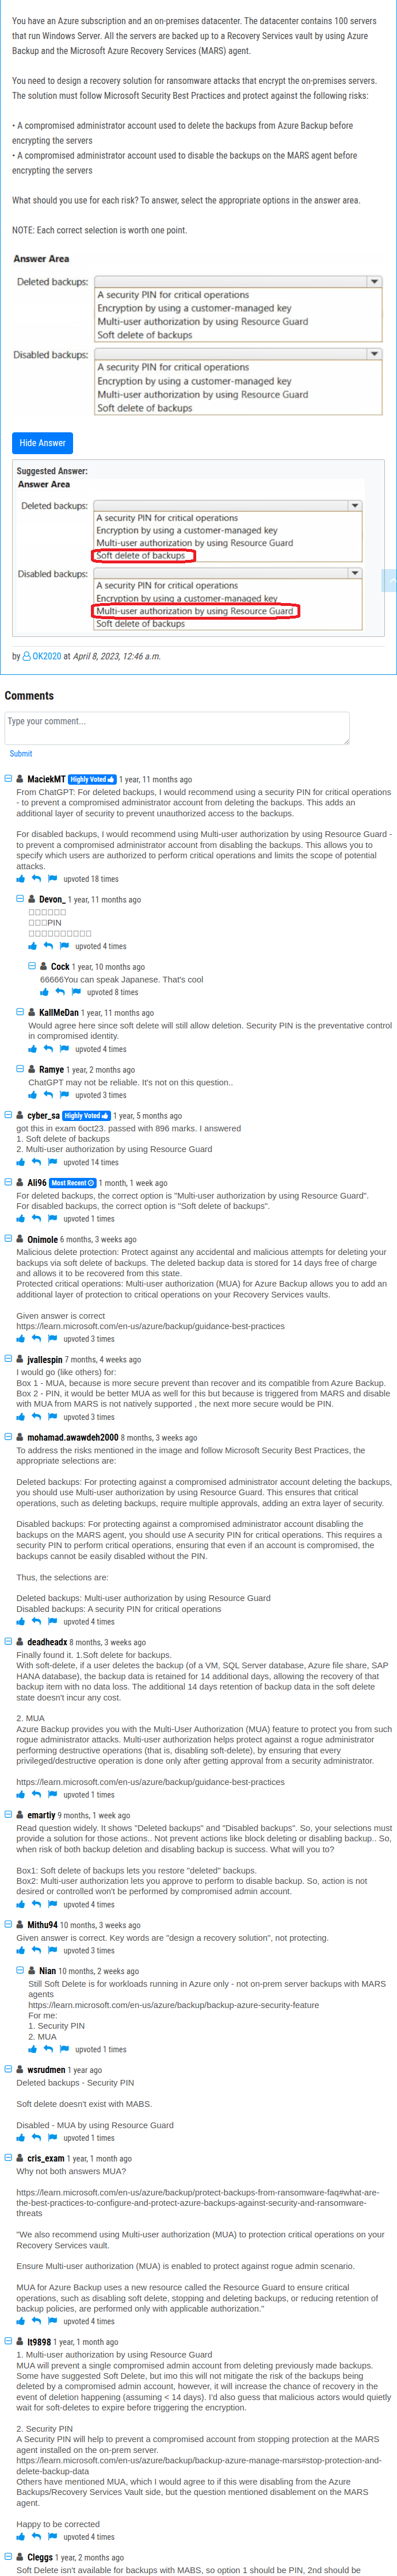 You have an Azure subscription and an on-premises datacenter. The datacenter contains 100 servers
that run Windows Server. All the servers are backed up to a Recovery Services vault by using Azure
Backup and the Microsoft Azure Recovery Services (MARS) agent.
You need to design a recovery solution for ransomware attacks that encrypt the on-premises servers.
The solution must follow Microsoft Security Best Practices and protect against the following risks:
• A compromised administrator account used to delete the backups from Azure Backup before
encrypting the servers
• A compromised administrator account used to disable the backups on the MARS agent before
encrypting the servers
What should you use for each risk? To answer, select the appropriate options in the answer area.
NOTE: Each correct selection is worth one point.
Answer Area
Deleted backups:
A security PIN for critical operations
Encryption by using a customer-managed key
Multi-user authorization by using Resource Guard
Soft delete of backups
Disabled backups:
A security PIN for critical operations
Encryption by using a customer-managed key
Multi-user authorization by using Resource Guard
Soft delete of backups
Hide Answer
Suggested Answer:
Answer Area
Deleted backups:
A security PIN for critical operations
Encryption by using a customer-managed key
Multi-user authorization by using Resource Guard
Soft delete of backups
Disabled backups:
A security PIN for critical operations
Encryption by using a customer-managed key
Multi-user authorization by using Resource Guard
Soft delete of backups
by OK2020 at April 8, 2023, 12:46 a.m.
Comments
Type your comment...
Submit
MaciekMT Highly Voted 1 year, 11 months ago
From ChatGPT: For deleted backups, I would recommend using a security PIN for critical operations
- to prevent a compromised administrator account from deleting the backups. This adds an
additional layer of security to prevent unauthorized access to the backups.
For disabled backups, I would recommend using Multi-user authorization by using Resource Guard -
to prevent a compromised administrator account from disabling the backups. This allows you to
specify which users are authorized to perform critical operations and limits the scope of potential
attacks.
upvoted 18 times
Devon_ 1 year, 11 months ago
□□□□□□
□□□PIN
□□□□□□□□□□
upvoted 4 times
Cock 1 year, 10 months ago
66666You can speak Japanese. That's cool
upvoted 8 times
KallMeDan 1 year, 11 months ago
Would agree here since soft delete will still allow deletion. Security PIN is the preventative control
in compromised identity.
upvoted 4 times
Ramye 1 year, 2 months ago
ChatGPT may not be reliable. It's not on this question..
upvoted 3 times
cyber_sa Highly Voted 1 year, 5 months ago
got this in exam 6oct23. passed with 896 marks. I answered
1. Soft delete of backups
2. Multi-user authorization by using Resource Guard
upvoted 14 times
Ali96 Most Recent 1 month, 1 week ago
For deleted backups, the correct option is "Multi-user authorization by using Resource Guard".
For disabled backups, the correct option is "Soft delete of backups".
upvoted 1 times
Onimole 6 months, 3 weeks ago
Malicious delete protection: Protect against any accidental and malicious attempts for deleting your
backups via soft delete of backups. The deleted backup data is stored for 14 days free of charge
and allows it to be recovered from this state.
Protected critical operations: Multi-user authorization (MUA) for Azure Backup allows you to add an
additional layer of protection to critical operations on your Recovery Services vaults.
Given answer is correct
https://learn.microsoft.com/en-us/azure/backup/guidance-best-practices
upvoted 3 times
jvallespin 7 months, 4 weeks ago
I would go (like others) for:
Box 1 - MUA, because is more secure prevent than recover and its compatible from Azure Backup.
Box 2 - PIN, it would be better MUA as well for this but because is triggered from MARS and disable
with MUA from MARS is not natively supported , the next more secure would be PIN.
upvoted 3 times
mohamad.awawdeh2000 8 months, 3 weeks ago
To address the risks mentioned in the image and follow Microsoft Security Best Practices, the
appropriate selections are:
Deleted backups: For protecting against a compromised administrator account deleting the backups,
you should use Multi-user authorization by using Resource Guard. This ensures that critical
operations, such as deleting backups, require multiple approvals, adding an extra layer of security.
Disabled backups: For protecting against a compromised administrator account disabling the
backups on the MARS agent, you should use A security PIN for critical operations. This requires a
security PIN to perform critical operations, ensuring that even if an account is compromised, the
backups cannot be easily disabled without the PIN.
Thus, the selections are:
Deleted backups: Multi-user authorization by using Resource Guard
Disabled backups: A security PIN for critical operations
upvoted 4 times
deadheadx 8 months, 3 weeks ago
Finally found it. 1.Soft delete for backups.
With soft-delete, if a user deletes the backup (of a VM, SQL Server database, Azure file share, SAP
HANA database), the backup data is retained for 14 additional days, allowing the recovery of that
backup item with no data loss. The additional 14 days retention of backup data in the soft delete
state doesn't incur any cost.
2. MUA
Azure Backup provides you with the Multi-User Authorization (MUA) feature to protect you from such
rogue administrator attacks. Multi-user authorization helps protect against a rogue administrator
performing destructive operations (that is, disabling soft-delete), by ensuring that every
privileged/destructive operation is done only after getting approval from a security administrator.
https://learn.microsoft.com/en-us/azure/backup/guidance-best-practices
upvoted 1 times
emartiy 9 months, 1 week ago
Read question widely. It shows "Deleted backups" and "Disabled backups". So, your selections must
provide a solution for those actions.. Not prevent actions like block deleting or disabling backup.. So,
when risk of both backup deletion and disabling backup is success. What will you to?
Box1: Soft delete of backups lets you restore "deleted" backups.
Box2: Multi-user authorization lets you approve to perform to disable backup. So, action is not
desired or controlled won't be performed by compromised admin account.
upvoted 4 times
Mithu94 10 months, 3 weeks ago
Given answer is correct. Key words are "design a recovery solution", not protecting.
upvoted 3 times
Nian 10 months, 2 weeks ago
Still Soft Delete is for workloads running in Azure only - not on-prem server backups with MARS
agents
https://learn.microsoft.com/en-us/azure/backup/backup-azure-security-feature
For me:
1. Security PIN
2. MUA
upvoted 1 times
wsrudmen 1 year ago
Deleted backups - Security PIN
Soft delete doesn't exist with MABS.
Disabled - MUA by using Resource Guard
upvoted 1 times
cris_exam 1 year, 1 month ago
Why not both answers MUA?
https://learn.microsoft.com/en-us/azure/backup/protect-backups-from-ransomware-faq#what-are-
the-best-practices-to-configure-and-protect-azure-backups-against-security-and-ransomware-
threats
"We also recommend using Multi-user authorization (MUA) to protection critical operations on your
Recovery Services vault.
Ensure Multi-user authorization (MUA) is enabled to protect against rogue admin scenario.
MUA for Azure Backup uses a new resource called the Resource Guard to ensure critical
operations, such as disabling soft delete, stopping and deleting backups, or reducing retention of
backup policies, are performed only with applicable authorization."
upvoted 4 times
lt9898 1 year, 1 month ago
1. Multi-user authorization by using Resource Guard
MUA will prevent a single compromised admin account from deleting previously made backups.
Some have suggested Soft Delete, but imo this will not mitigate the risk of the backups being
deleted by a compromised admin account, however, it will increase the chance of recovery in the
event of deletion happening (assuming < 14 days). I'd also guess that malicious actors would quietly
wait for soft-deletes to expire before triggering the encryption.
2. Security PIN
A Security PIN will help to prevent a compromised account from stopping protection at the MARS
agent installed on the on-prem server.
https://learn.microsoft.com/en-us/azure/backup/backup-azure-manage-mars#stop-protection-and-
delete-backup-data
Others have mentioned MUA, which I would agree to if this were disabling from the Azure
Backups/Recovery Services Vault side, but the question mentioned disablement on the MARS
agent.
Happy to be corrected
upvoted 4 times
Cleggs 1 year, 2 months ago
Soft Delete isn't available for backups with MABS, so option 1 should be PIN, 2nd should be